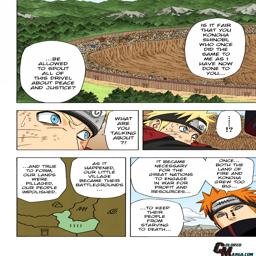 IS IT FAIR THAT
YOU KONOHA
SHINOBI,
WHO ONCE
DID THE
SAME TO ME
AS I HAVE
NOW DONE
TO YOU...
...BE
ALLOWED
TO SPOUT
ALL OF
THIS DRIVEL
ABOUT PEACE
AND JUSTICE?
...
!?
WHAT
ARE YOU
TALKING
ABOUT
?!
ONCE...
BOTH THE
LAND OF
FIRE AND
KONOHA
GREW TOO
BIG...
IT BECAME
NECESSARY
FOR THE
GREAT NATIONS
TO ENGAGE
IN WAR FOR
PROFIT AND
RESOURCES...
...TO KEEP
THEIR
PEOPLE
FROM
STARVING
TO DEATH...
AS IT
HAPPENED,
OUR LITTLE
VILLAGE
BECAME THEIR
BATTLEGROUNDS
...
...AND TRUE
TO FORM,
OUR LANDS
WERE
PILLAGED,
OUR PEOPLE
IMPOLISHED.
COLORED
MANGA.COM